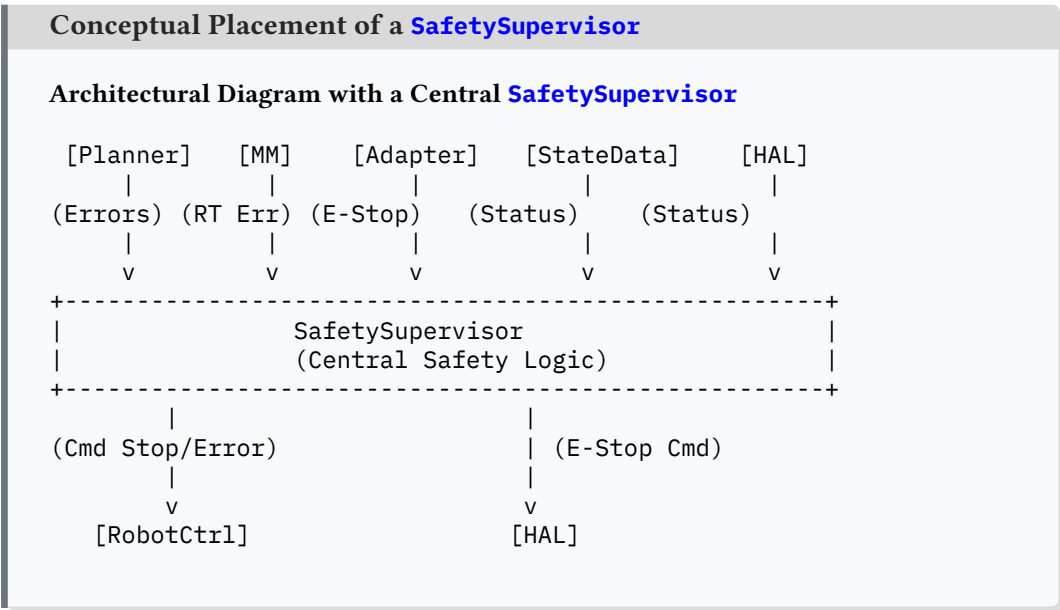 Conceptual Placement of a SafetySupervisor
Architectural Diagram with a Central SafetySupervisor
[Planner] [MM] [Adapter] [StateData] [HAL]
| | | | |
(Errors) (RT Err) (E-Stop) (Status) (Status)
| | | | |
v v v v v
+-----------------------------------------------------+
| SafetySupervisor |
| (Central Safety Logic) |
+-----------------------------------------------------+
| |
(Cmd Stop/Error) | (E-Stop Cmd)
| |
v v
[RobotCtrl] [HAL]